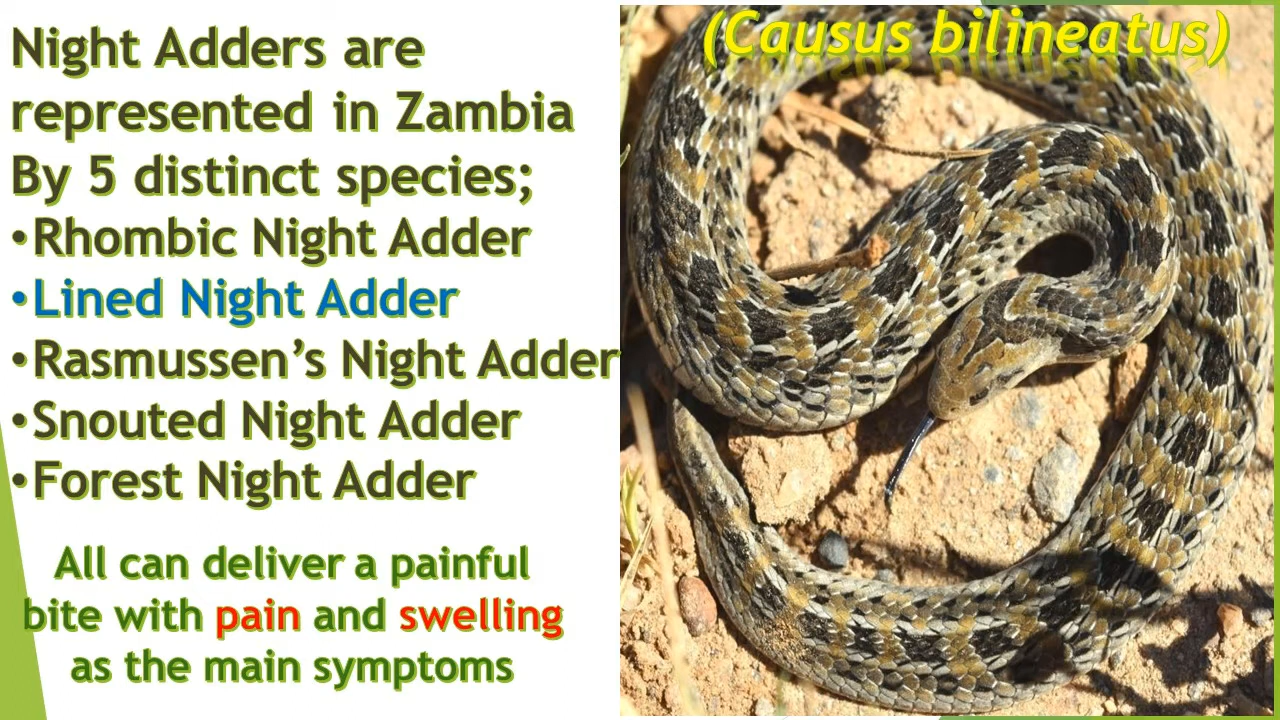 Night Adders are
represented in Zambia
By 5 distinct species;
•Rhombic Night Adder
•Lined Night Adder
•Rasmussen’s Night Adder
•Snouted Night Adder
•Forest Night Adder
All can deliver a painful
bite with pain and swelling
as the main symptoms
(Causus bilineatus)